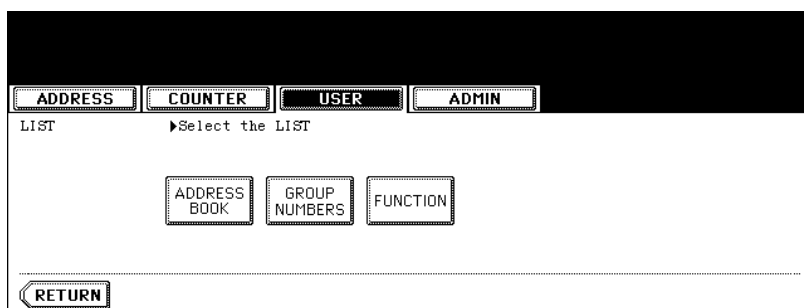 ADDRESS COUNTER USER ADMIN
LIST ▶Select the LIST
ADDRESS BOOK
GROUP NUMBERS
FUNCTION
RETURN